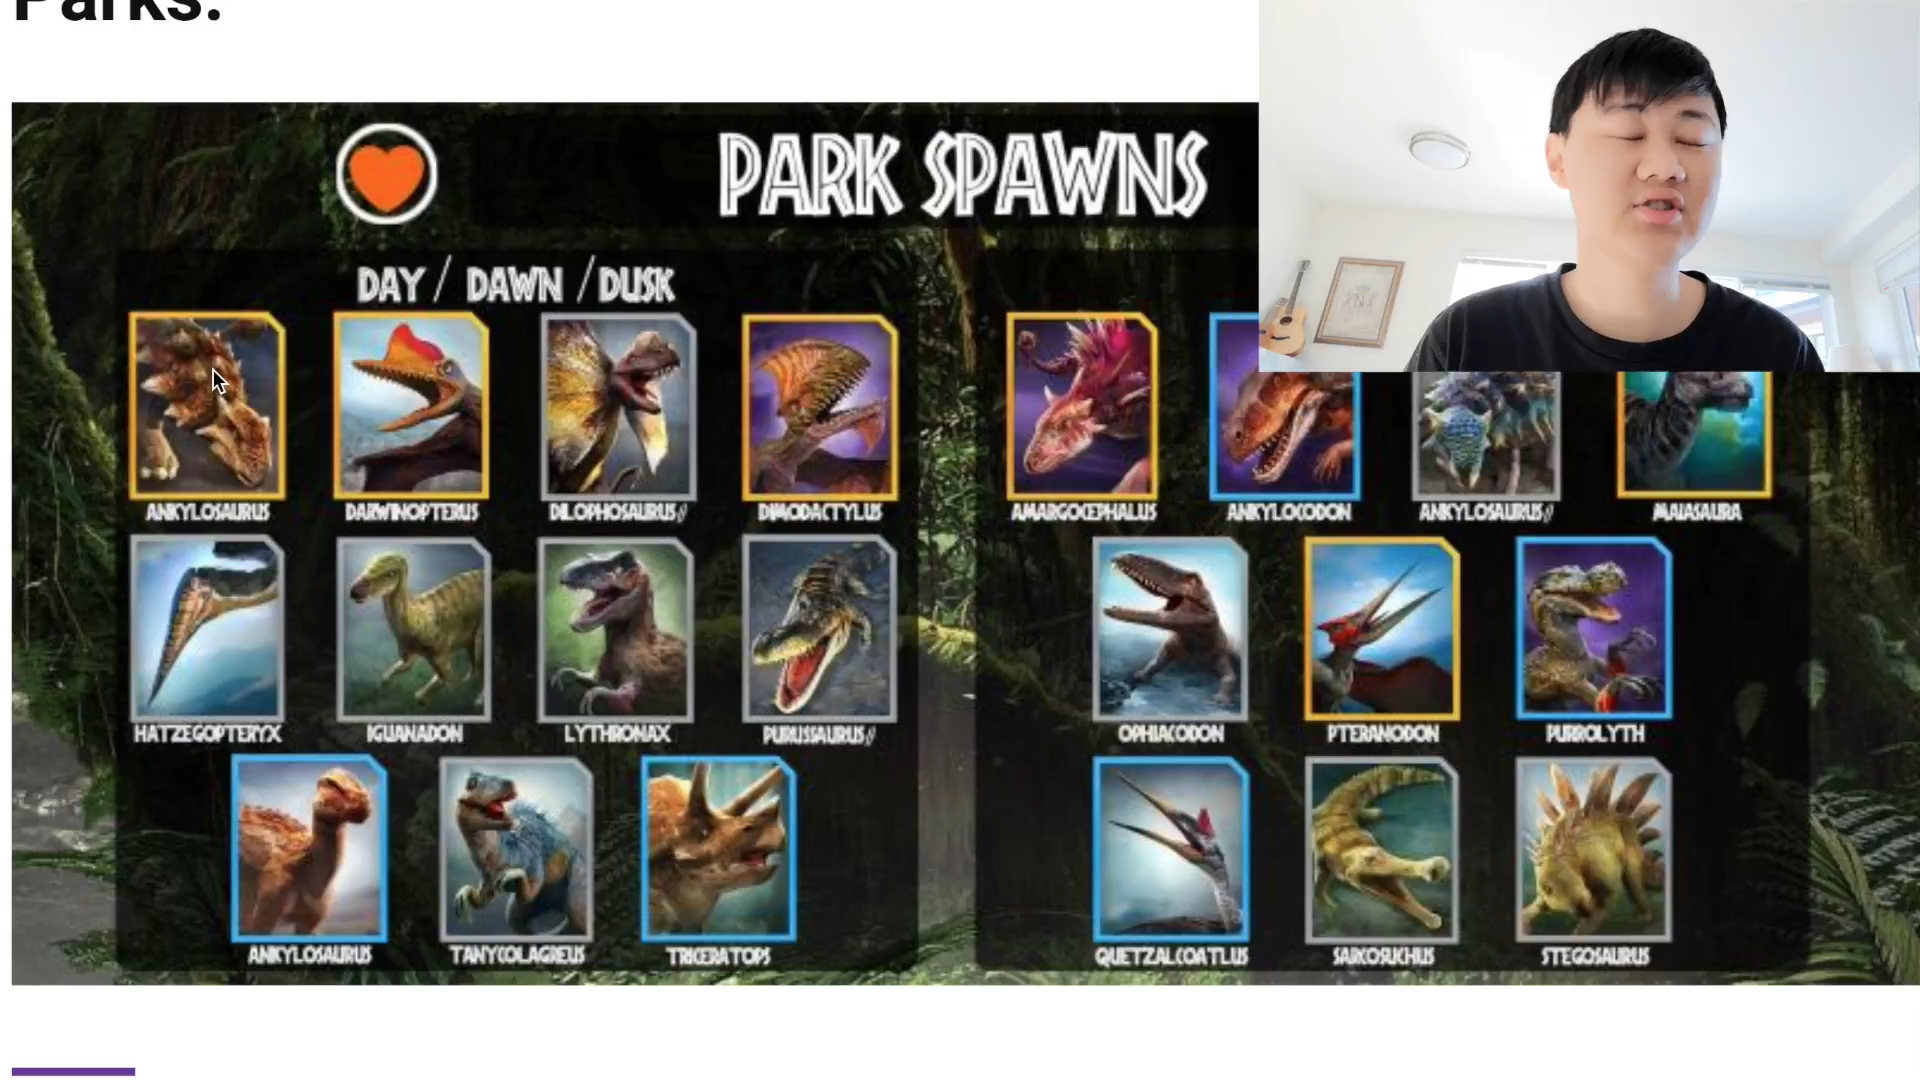 Parks:
PARK SPAWNS
DAY / DAWN / DUSK
ANKYLOSAURUS DARWINOPTERUS DILOPHOSAURUS// DIMODACTYLUS
AMARGOCEPHALUS ANKYLOCODON ANKYLOSAURUS// MAIASAURA
HATZEGOPTERYX IGUANADON LYTHRONAX PURUSSAURUS//
OPHIACODON PTERANODON PURROLYTH
ANKYLOSAURUS TANYCOLAGREUS TRICERATOPS
QUETZALCOATLUS SARCOSUCHUS STEGOSAURUS